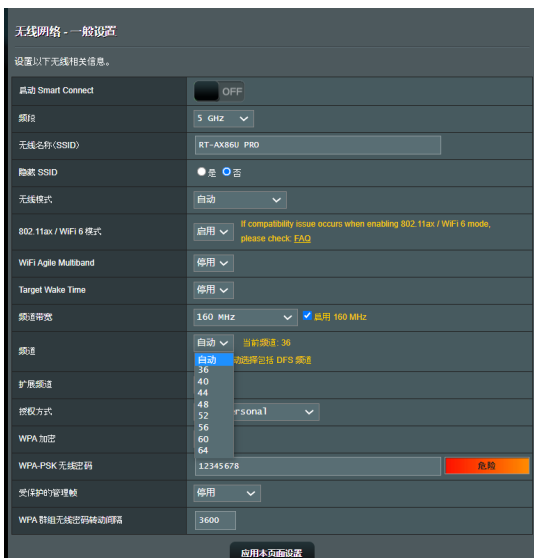 无线网络 - 一般设置
设置以下无线相关信息。
启动 Smart Connect
OFF
频段
5 GHz
无线名称(SSID)
RT-AX86U PRO
隐藏 SSID
是 否
无线模式
自动
802.11ax / WiFi 6 模式
启用
If compatibility issue occurs when enabling 802.11ax / WiFi 6 mode,
please check: FAQ
WiFi Agile Multiband
停用
Target Wake Time
停用
频道带宽
160 MHz
启用 160 MHz
频道
自动
当前频道: 36
自动
动选择包括 DFS 频道
36
40
44
48
52
56
60
64
扩展频道
授权方式
rsonal
WPA 加密
WPA-PSK 无线密码
12345678
危险
受保护的管理帧
停用
WPA 群组无线密码转动间隔
3600
应用本页面设置